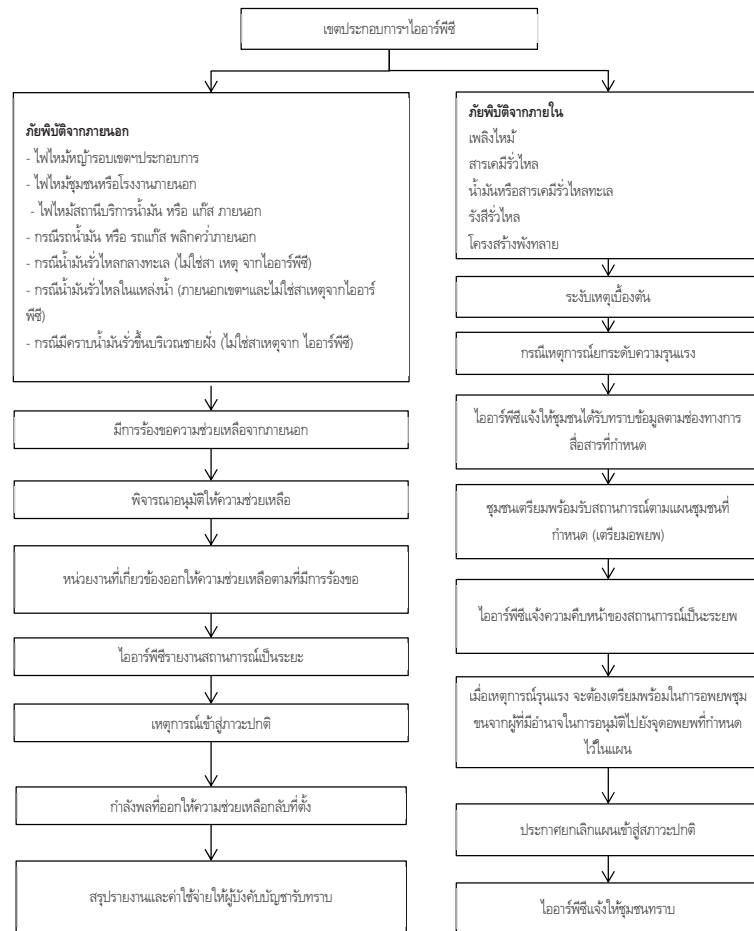 เขตประกอบการฯไออาร์พีซี
ภัยพิบัติจากภายนอก
- ไฟไหม้หญ้ารอบเขตฯประกอบการ
- ไฟไหม้ชุมชนหรือโรงงานภายนอก
- ไฟไหม้สถานีบริการน้ำมัน หรือ แก๊ส ภายนอก
- กรณีรถน้ำมัน หรือ รถแก๊ส พลิกคว่ำภายนอก
- กรณีน้ำมันรั่วไหลกลางทะเล (ไม่ใช่สา เหตุ จากไออาร์พีซี)
- กรณีน้ำมันรั่วไหลในแหล่งน้ำ (ภายนอกเขตฯและไม่ใช่สาเหตุจากไออาร์
พีซี)
- กรณีมีคราบน้ำมันรั่วขึ้นบริเวณชายฝั่ง (ไม่ใช่สาเหตุจาก ไออาร์พีซี)
มีการร้องขอความช่วยเหลือจากภายนอก
พิจารณาอนุมัติให้ความช่วยเหลือ
หน่วยงานที่เกี่ยวข้องออกให้ความช่วยเหลือตามที่มีการร้องขอ
ไออาร์พีซีรายงานสถานการณ์เป็นระยะ
เหตุการณ์เข้าสู่ภาวะปกติ
กำลังพลที่ออกให้ความช่วยเหลือกลับที่ตั้ง
สรุปรายงานและค่าใช้จ่ายให้ผู้บังคับบัญชารับทราบ
ภัยพิบัติจากภายใน
เพลิงไหม้
สารเคมีรั่วไหล
น้ำมันหรือสารเคมีรั่วไหลทะเล
รังสีรั่วไหล
โครงสร้างพังทลาย
ระงับเหตุเบื้องต้น
กรณีเหตุการณ์ยกระดับความรุนแรง
ไออาร์พีซีแจ้งให้ชุมชนได้รับทราบข้อมูลตามช่องทางการ
สื่อสารที่กำหนด
ชุมชนเตรียมพร้อมรับสถานการณ์ตามแผนชุมชนที่
กำหนด (เตรียมอพยพ)
ไออาร์พีซีแจ้งความคืบหน้าของสถานการณ์เป็นะระยพ
เมื่อเหตุการณ์รุนแรง จะต้องเตรียมพร้อมในการอพยพชุม
ชนจากผู้ที่มีอำนาจในการอนุมัติไปยังจุดอพยพที่กำหนด
ไว้ในแผน
ประกาศยกเลิกแผนเข้าสู่สภาวะปกติ
ไออาร์พีซีแจ้งให้ชุมชนทราบ